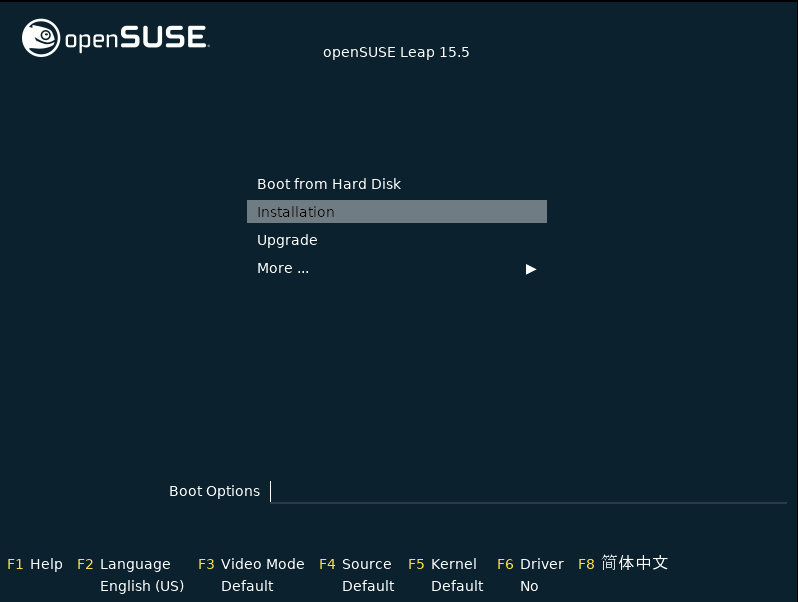 openSUSE
openSUSE Leap 15.5
Boot from Hard Disk
Installation
Upgrade
More ...
Boot Options
F1 Help F2 Language F3 Video Mode F4 Source F5 Kernel F6 Driver F8 简体中文
English (US) Default Default Default No